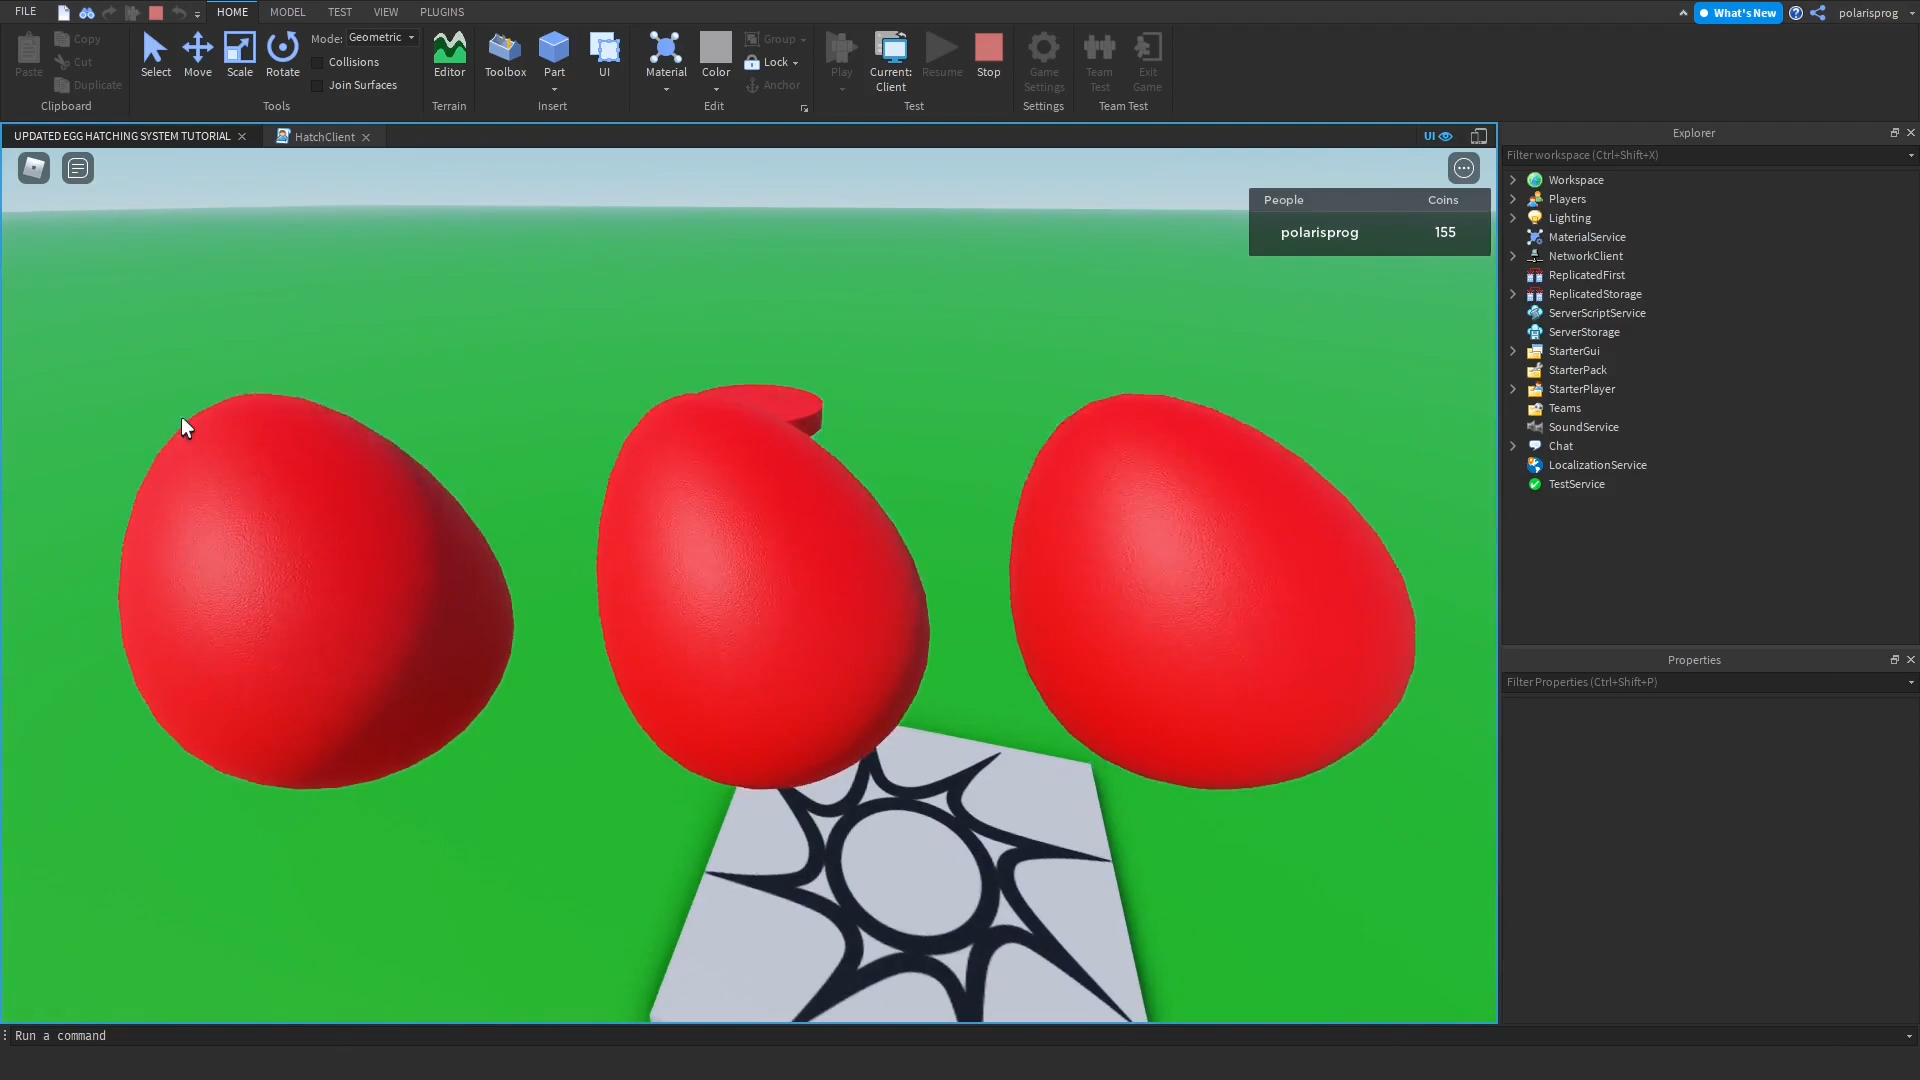 FILE HOME MODEL TEST VIEW PLUGINS What's New polarisprog
Paste Copy Cut Duplicate Clipboard
Select Move Scale Rotate Mode: Geometric Collisions Join Surfaces Tools
Editor Terrain
Toolbox Part UI Insert
Material Color Group Lock Anchor Edit
Play Current: Client Resume Stop Test
Game Settings Settings
Team Test Exit Game Team Test
UPDATED EGG HATCHING SYSTEM TUTORIAL HatchClient UI
People Coins
polarisprog 155
Explorer
Filter workspace (Ctrl+Shift+X)
Workspace
Players
Lighting
MaterialService
NetworkClient
ReplicatedFirst
ReplicatedStorage
ServerScriptService
ServerStorage
StarterGui
StarterPack
StarterPlayer
Teams
SoundService
Chat
LocalizationService
TestService
Properties
Filter Properties (Ctrl+Shift+P)
Run a command